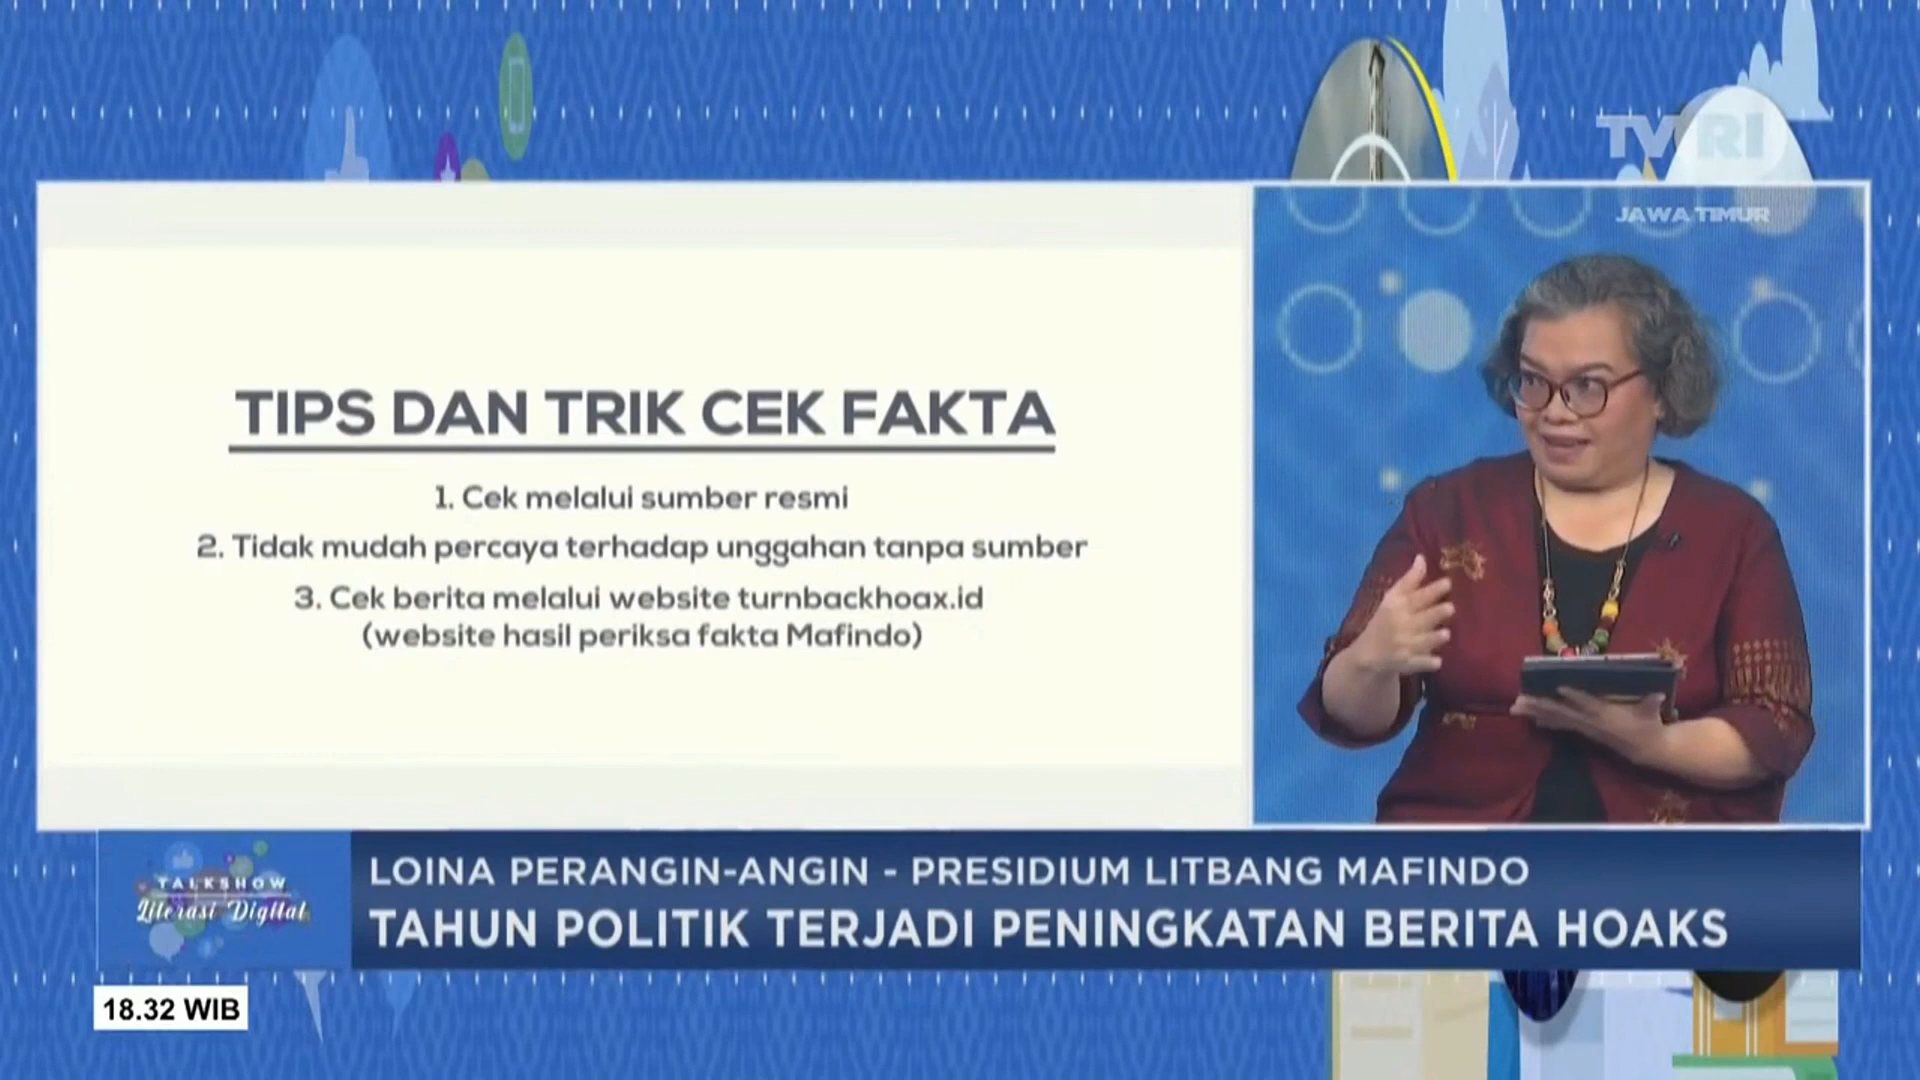 TVRI
JAWA TIMUR
TIPS DAN TRIK CEK FAKTA
1. Cek melalui sumber resmi
2. Tidak mudah percaya terhadap unggahan tanpa sumber
3. Cek berita melalui website turnbackhoax.id
(website hasil periksa fakta Mafindo)
TALKSHOW
Literasi Digital
LOINA PERANGIN-ANGIN - PRESIDIUM LITBANG MAFINDO
TAHUN POLITIK TERJADI PENINGKATAN BERITA HOAKS
18.32 WIB